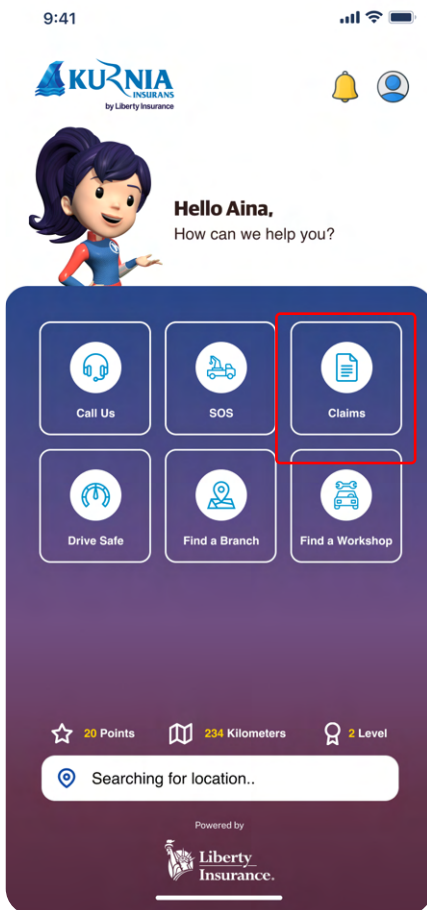 9:41
KURNIA
INSURANS
by Liberty Insurance
Hello Aina,
How can we help you?
Call Us
SOS
Claims
Drive Safe
Find a Branch
Find a Workshop
20 Points
234 Kilometers
2 Level
Searching for location..
Powered by
Liberty
Insurance.